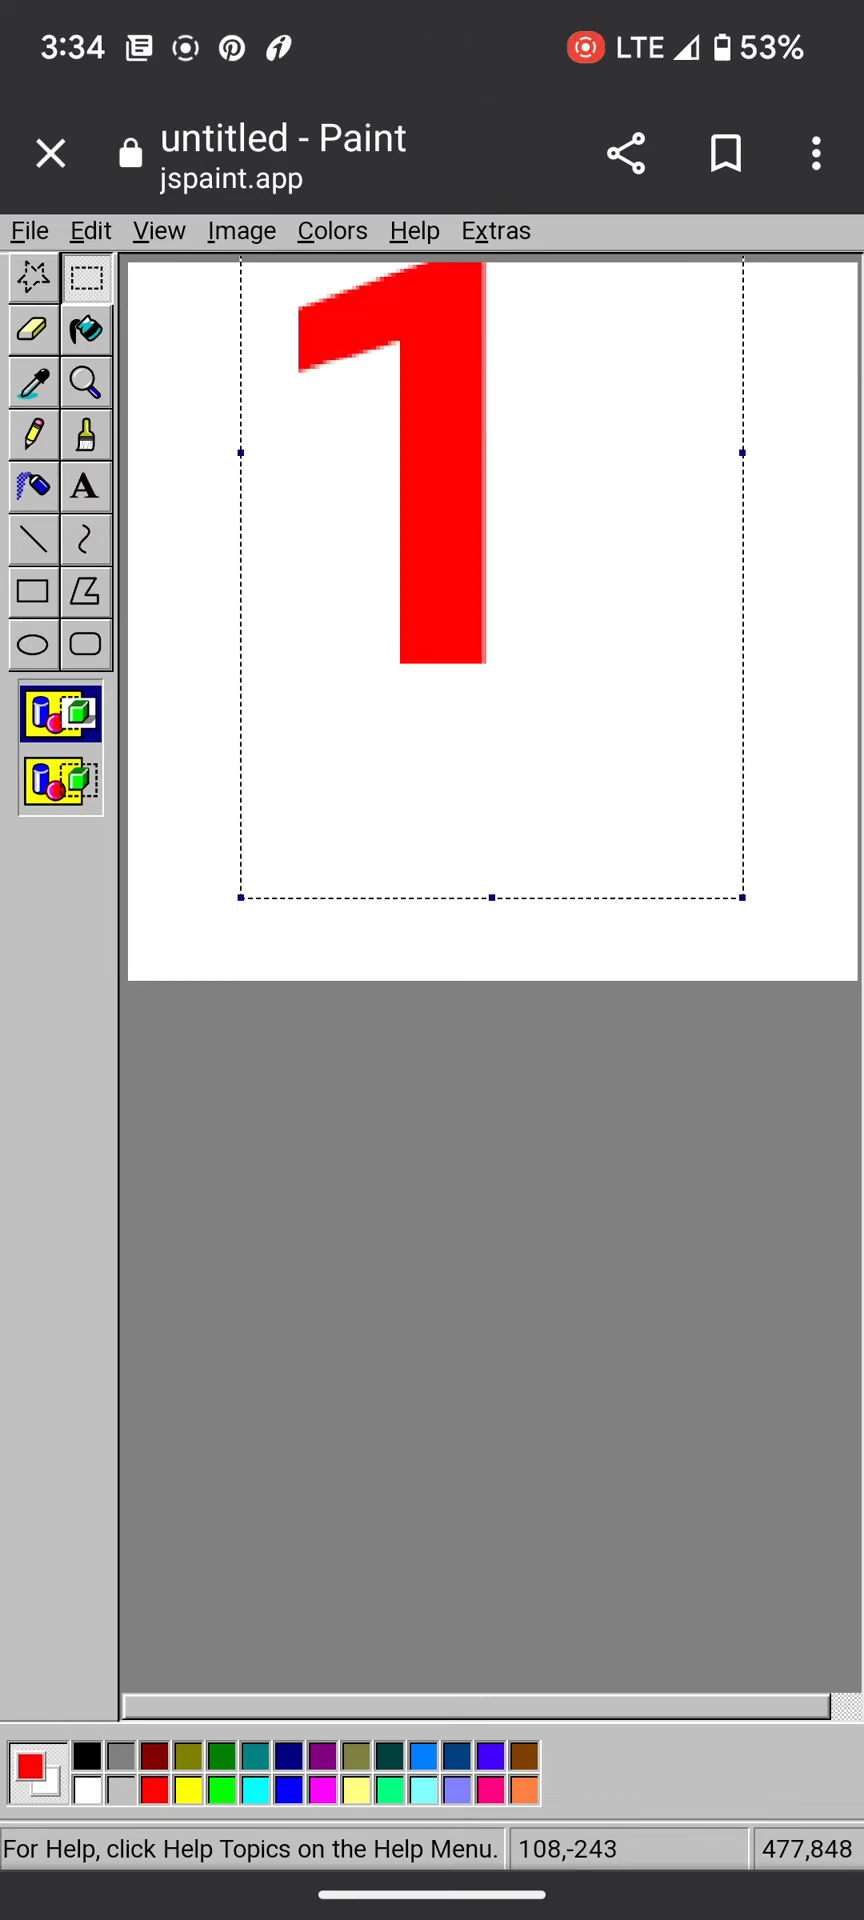 3:34 LTE 53%
untitled - Paint
jspaint.app
File Edit View Image Colors Help Extras
1
A
For Help, click Help Topics on the Help Menu. 108,-243 477,848